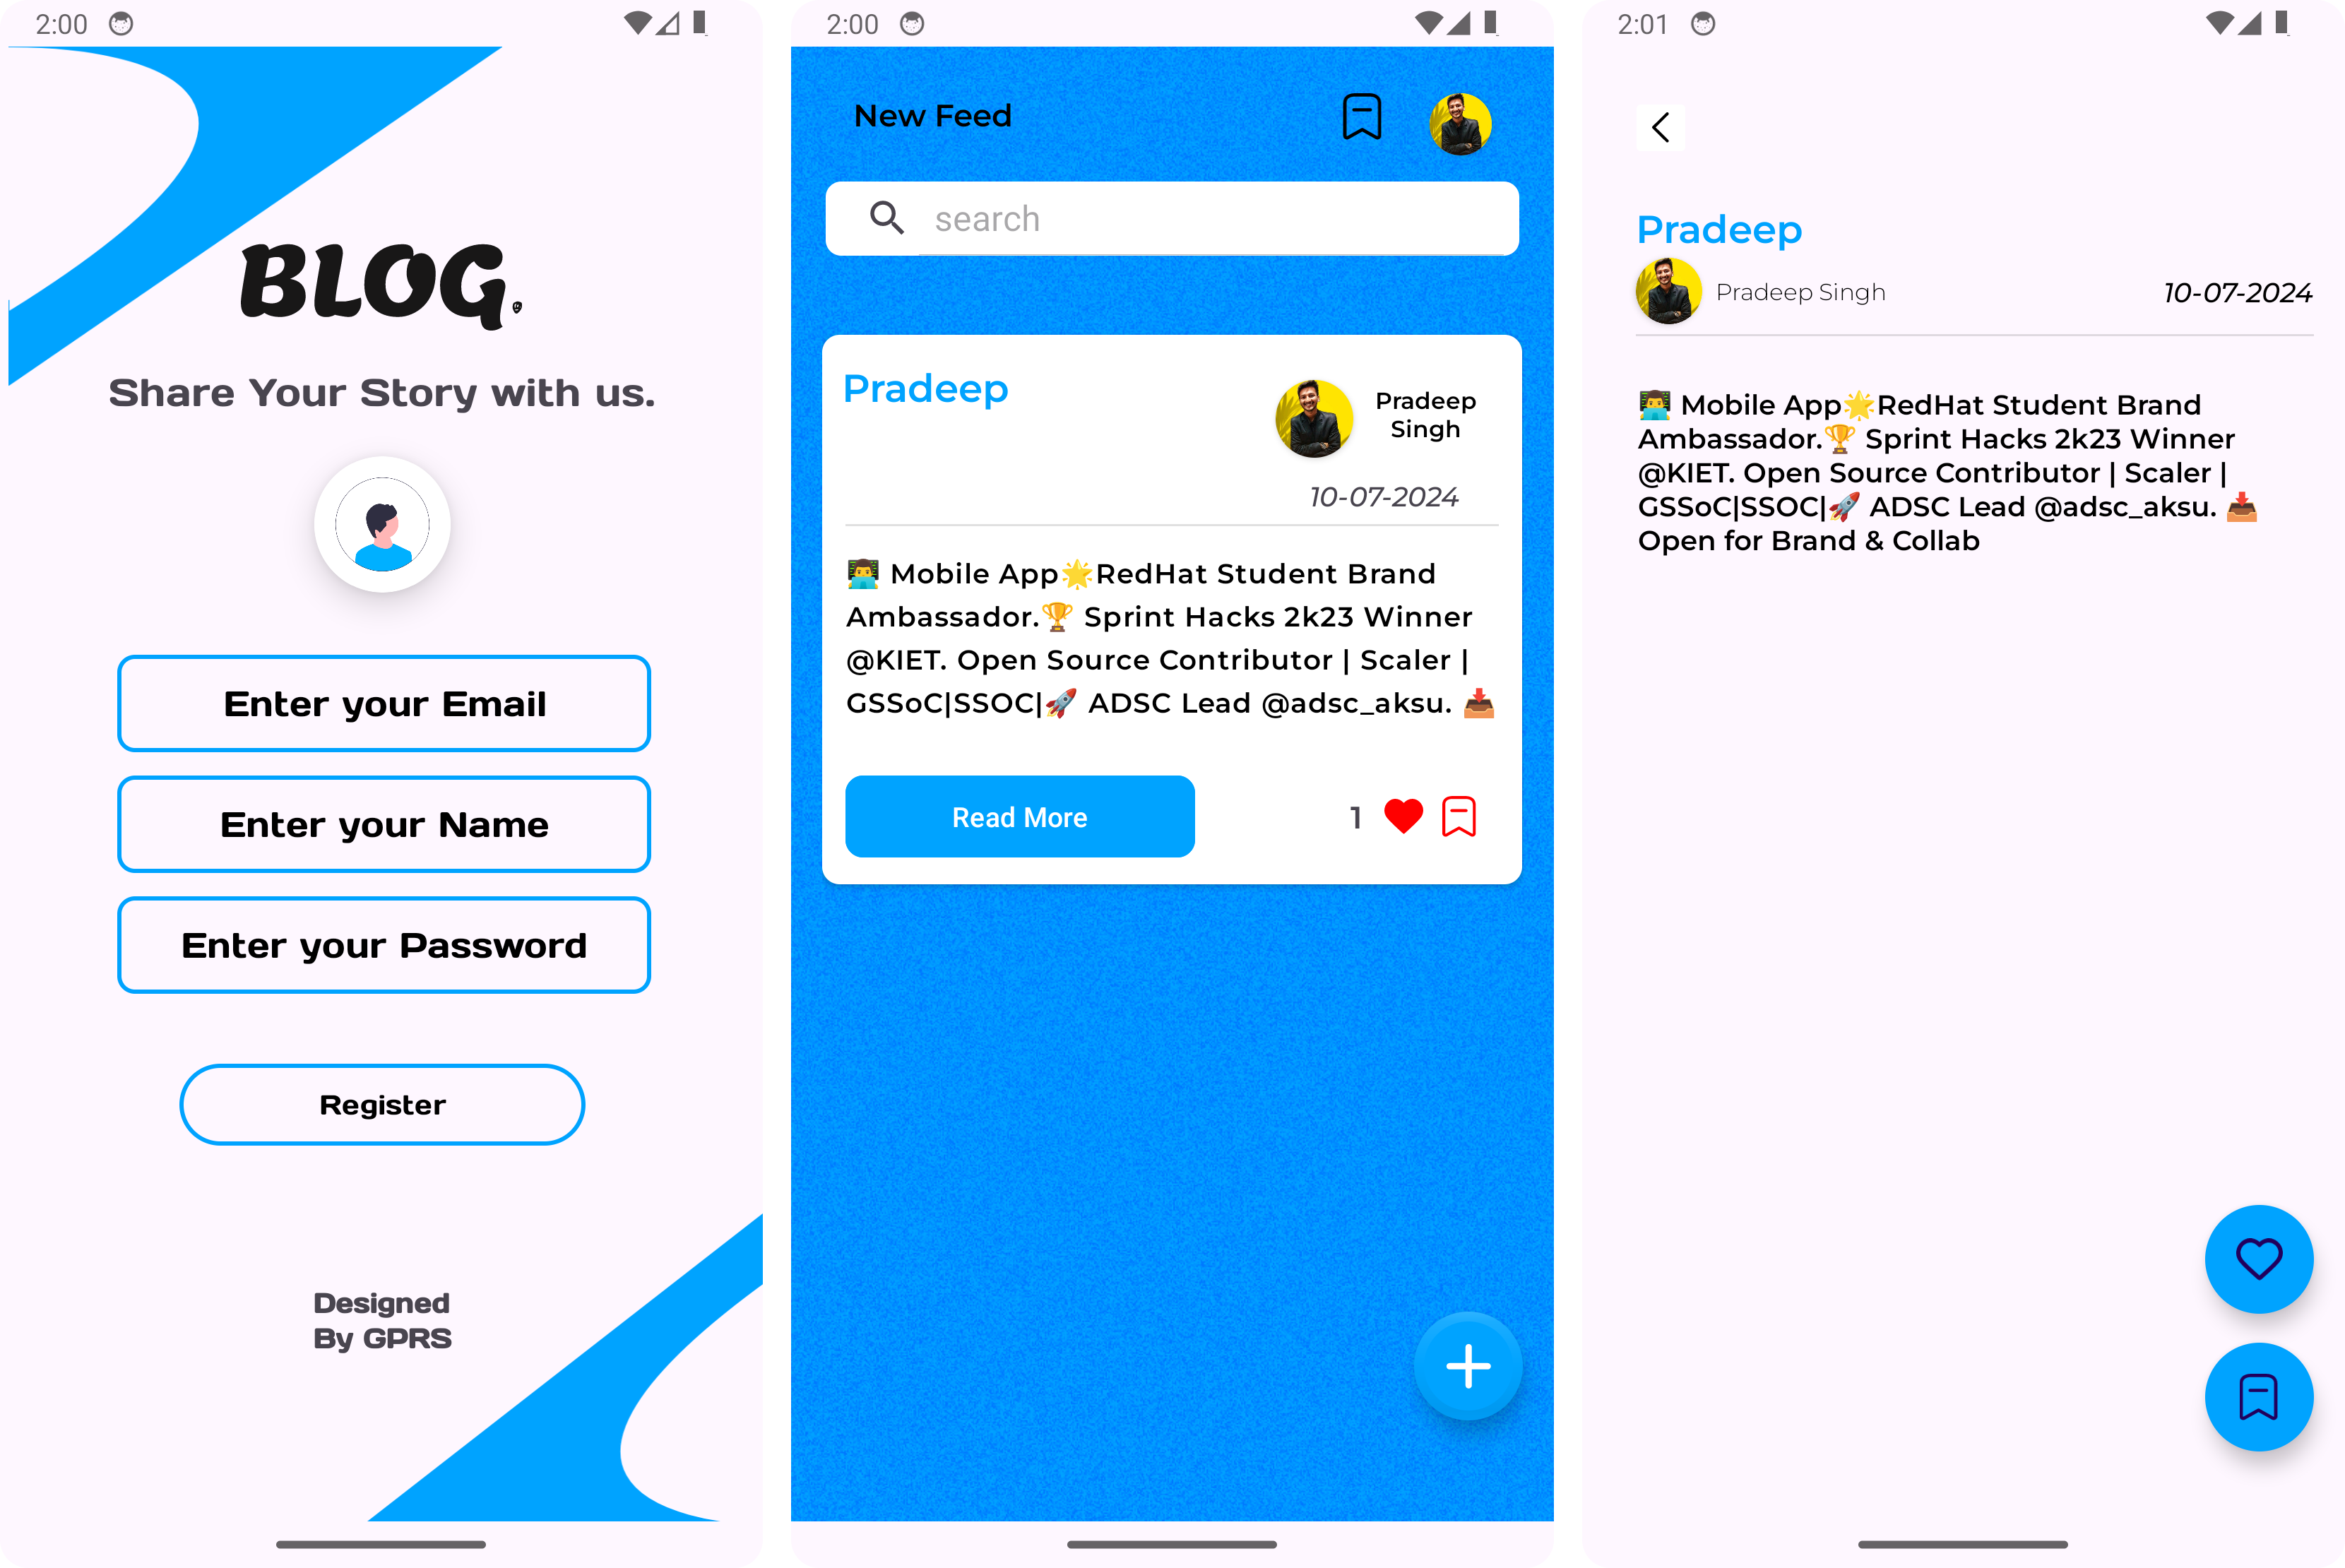 2:00
BLOG.
Share Your Story with us.
Enter your Email
Enter your Name
Enter your Password
Register
Designed
By GPRS
2:00
New Feed
search
Pradeep
Pradeep
Singh
10-07-2024
👨‍💻 Mobile App🌟RedHat Student Brand
Ambassador.🏆 Sprint Hacks 2k23 Winner
@KIET. Open Source Contributor | Scaler |
GSSoC|SSOC|🚀 ADSC Lead @adsc_aksu. 📥
Read More
1
2:01
Pradeep
Pradeep Singh
10-07-2024
👨‍💻 Mobile App🌟RedHat Student Brand
Ambassador.🏆 Sprint Hacks 2k23 Winner
@KIET. Open Source Contributor | Scaler |
GSSoC|SSOC|🚀 ADSC Lead @adsc_aksu. 📥
Open for Brand & Collab